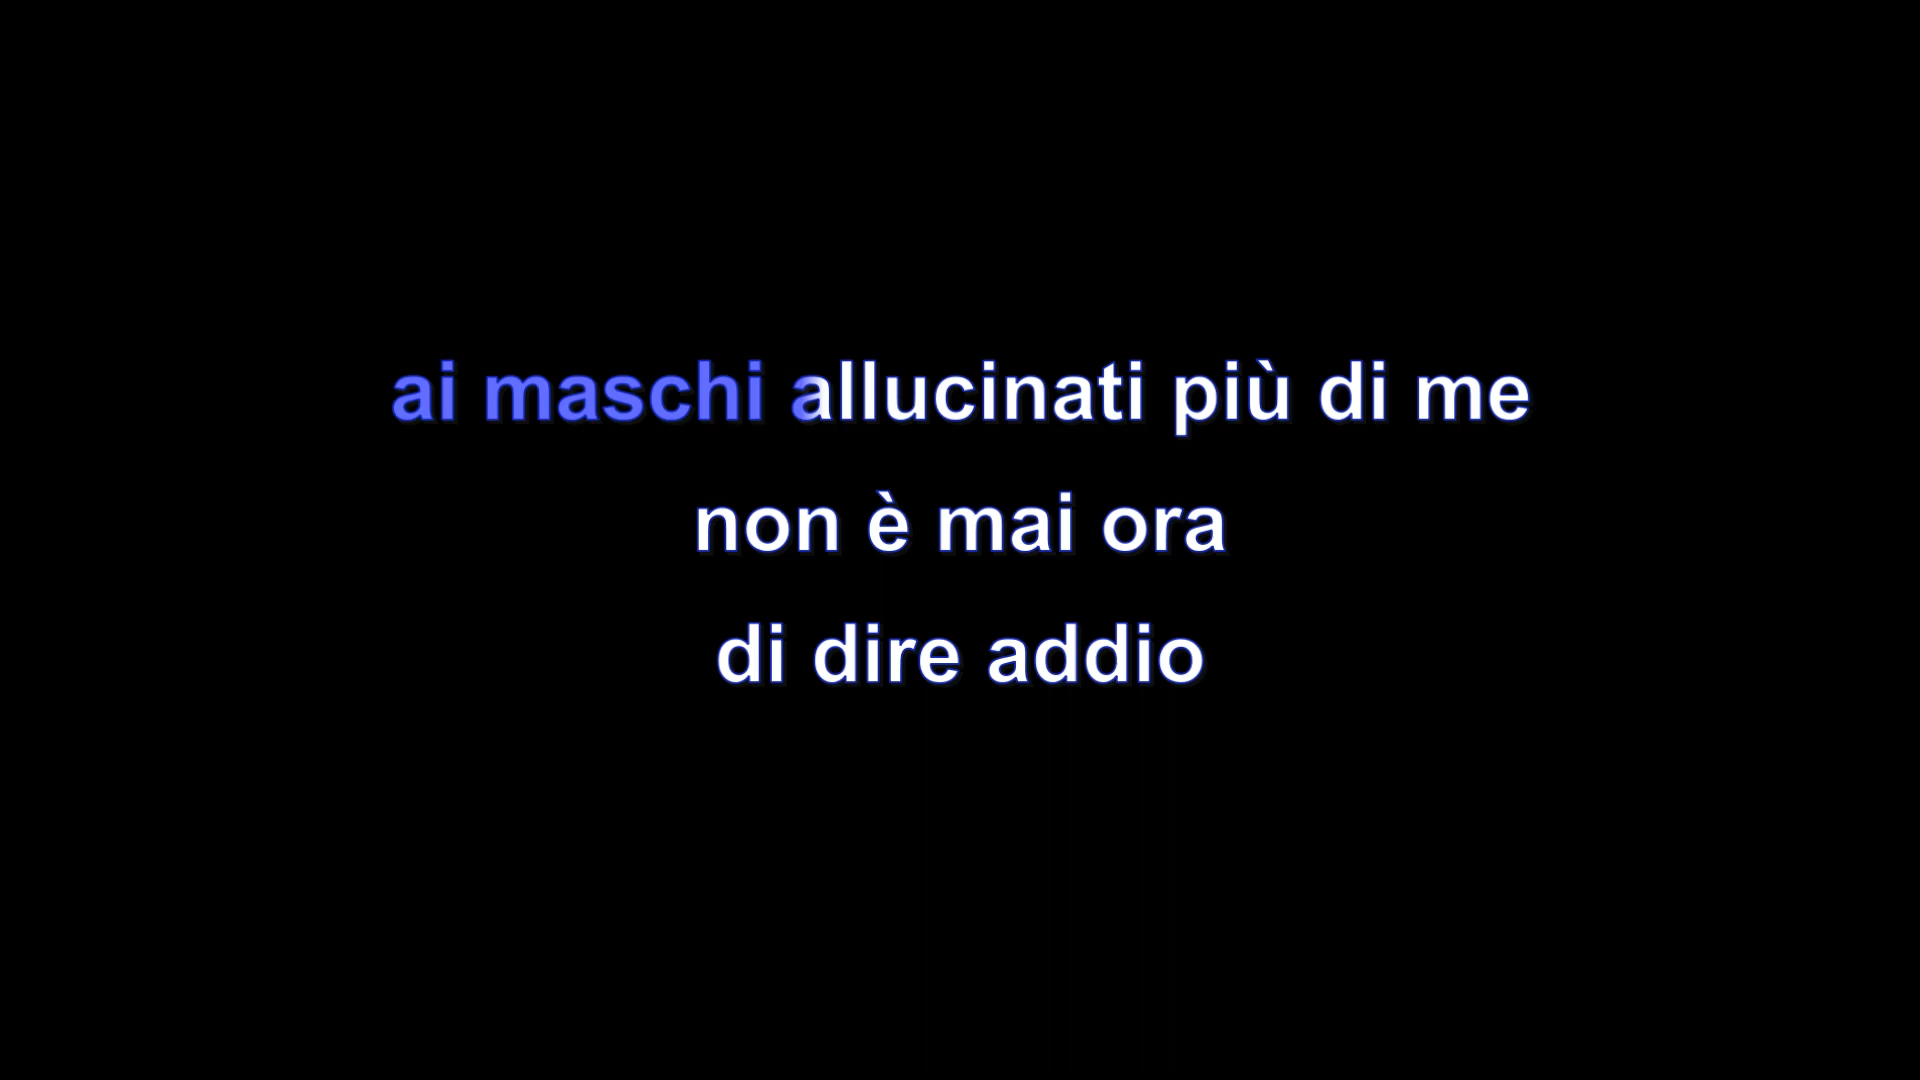 ai maschi allucinati più di me
non è mai ora
di dire addio